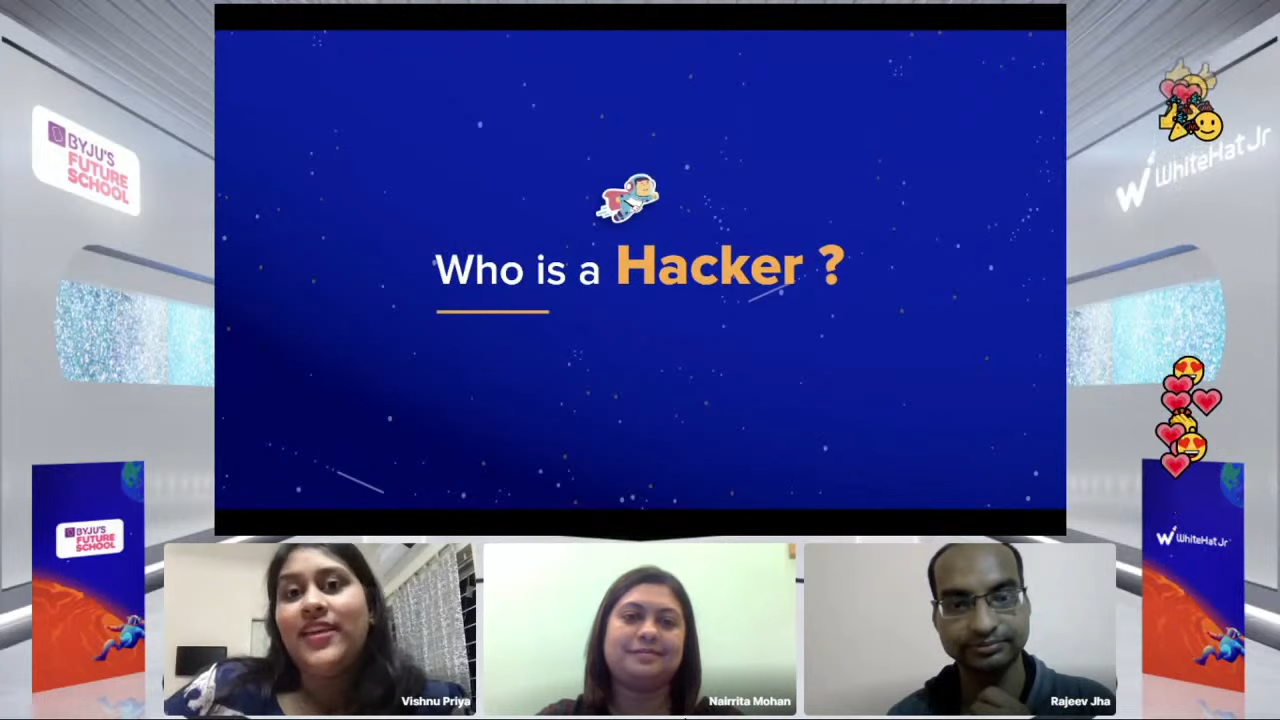 BYJU'S
FUTURE
SCHOOL
WhiteHat Jr
Who is a Hacker ?
BYJU'S
FUTURE
SCHOOL
WhiteHat Jr
Vishnu Priya
Nairrita Mohan
Rajeev Jha